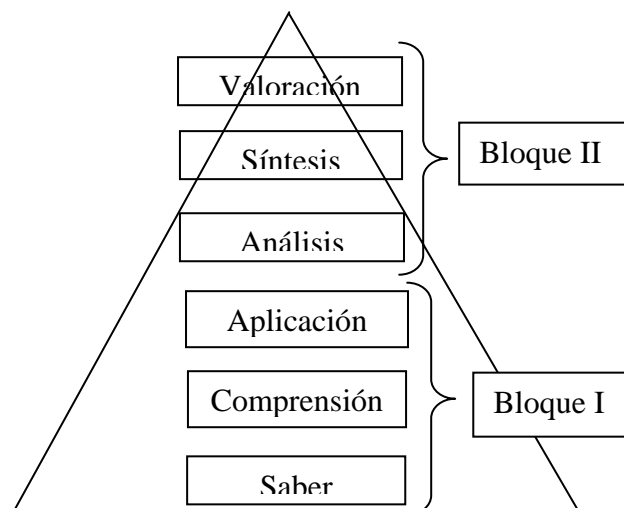 Valoración
Síntesis
Bloque II
Análisis
Aplicación
Comprensión
Bloque I
Saber